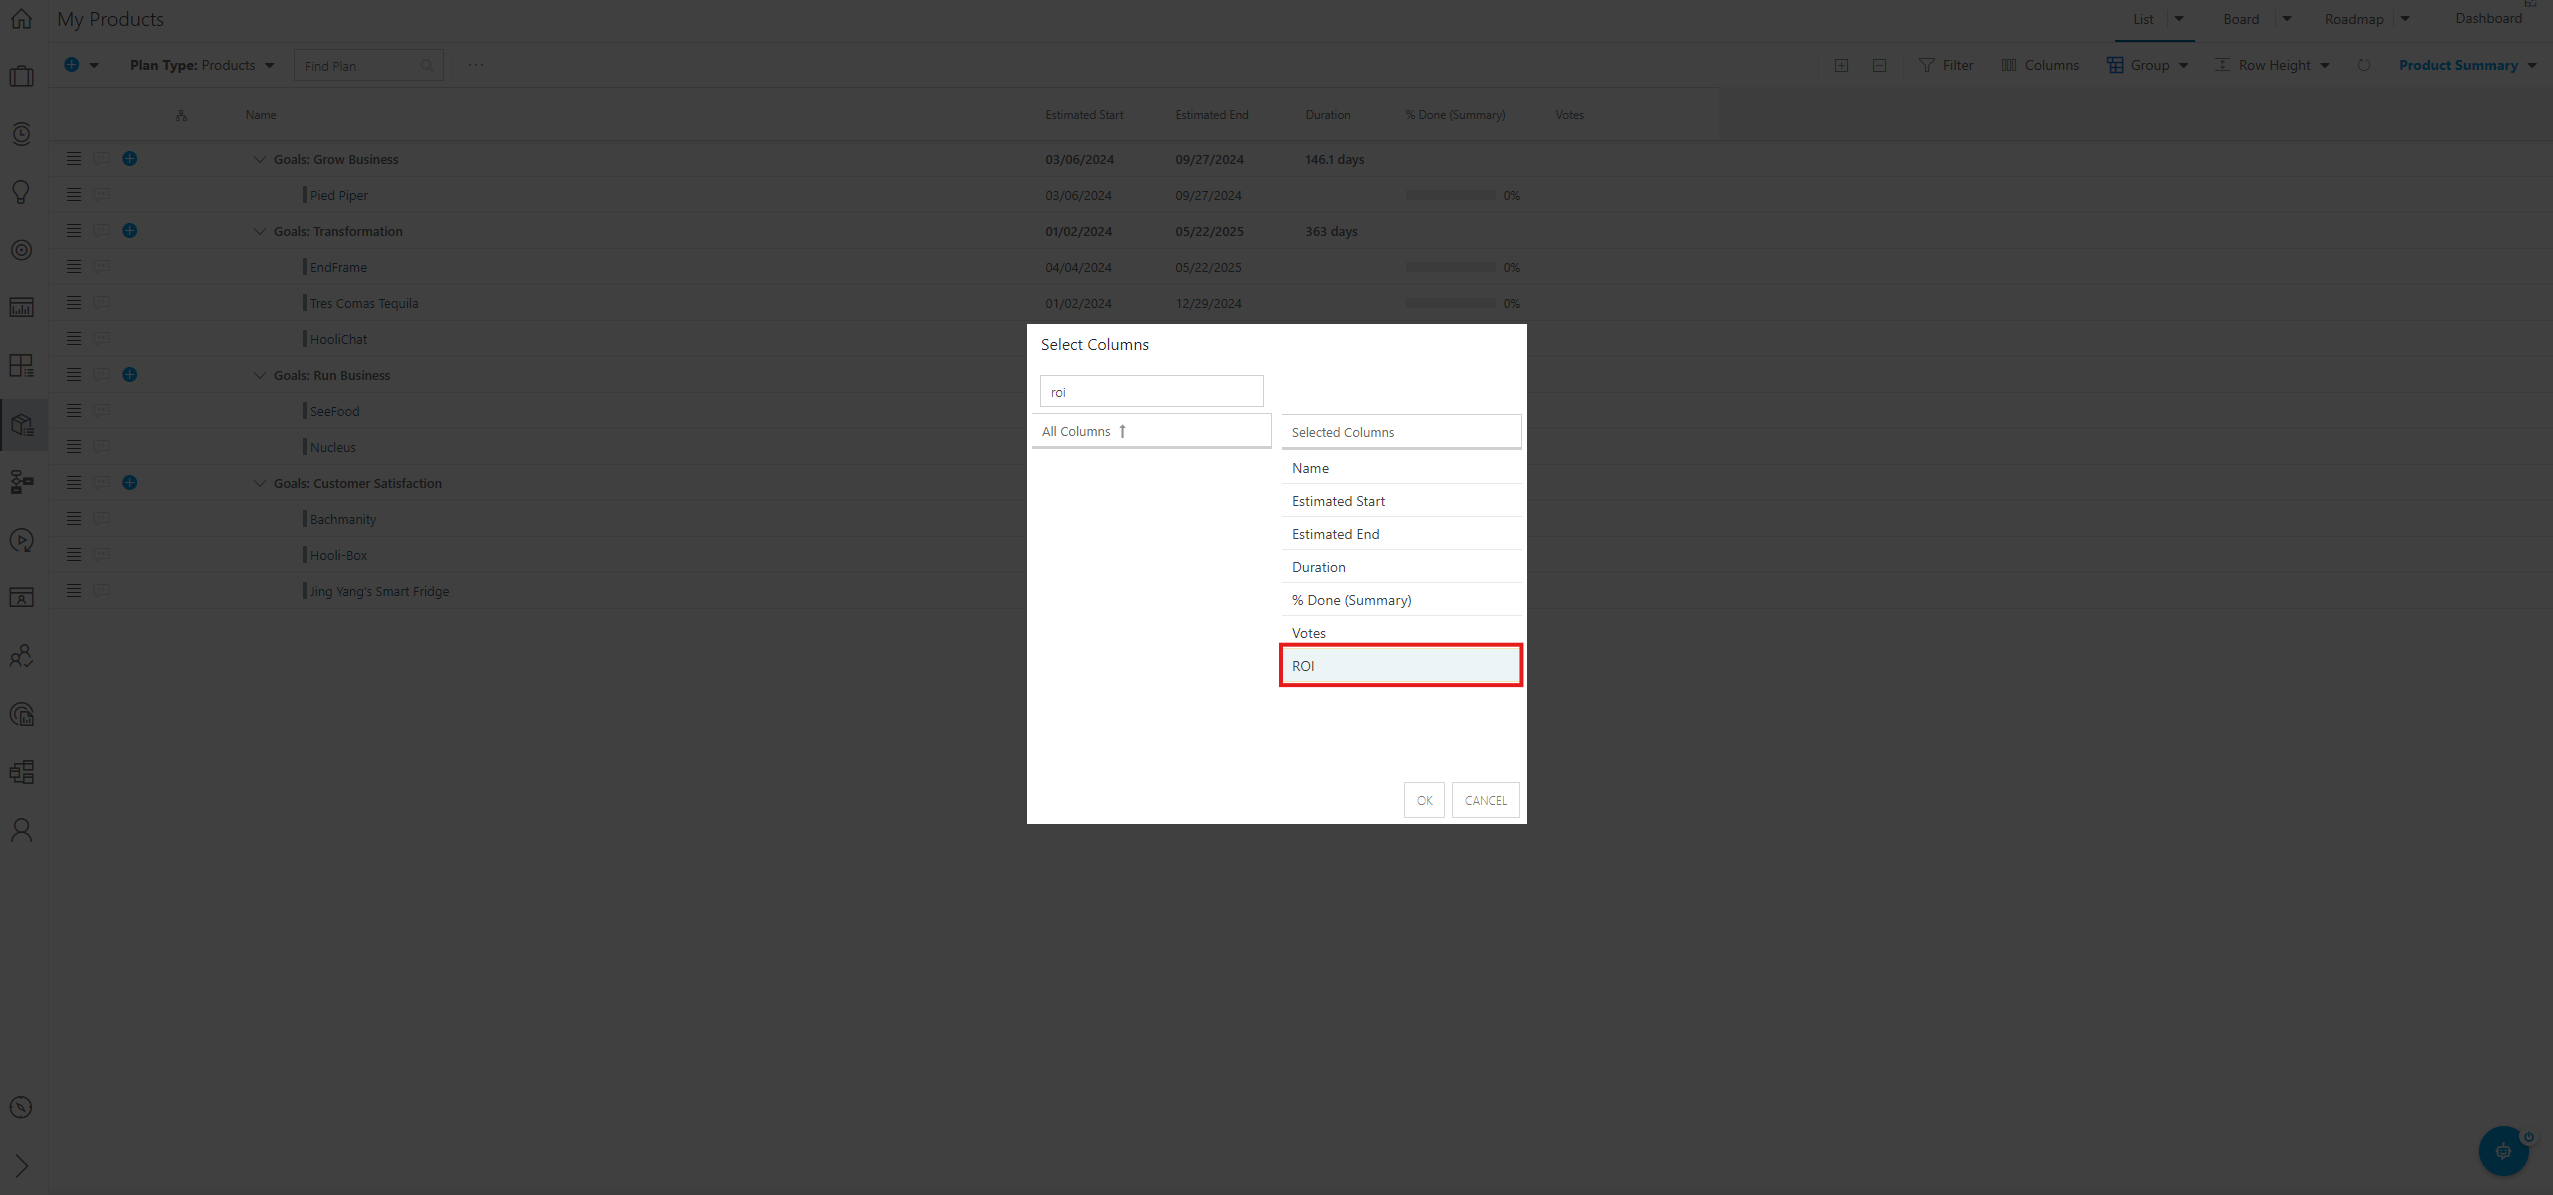 My Products
List
Board
Roadmap
Dashboard
Plan Type: Products
Find Plan
...
Filter
Columns
Group
Row Height
Product Summary
Name
Estimated Start
Estimated End
Duration
% Done (Summary)
Votes
Goals: Grow Business 03/06/2024 09/27/2024 146.1 days
Pied Piper 03/06/2024 09/27/2024 0%
Goals: Transformation 01/02/2024 05/22/2025 363 days
EndFrame 04/04/2024 05/22/2025 0%
Tres Comas Tequila 01/02/2024 12/29/2024 0%
HooliChat
Goals: Run Business
SeeFood
Nucleus
Goals: Customer Satisfaction
Bachmanity
Hooli-Box
Jing Yang's Smart Fridge
Select Columns
roi
All Columns
Selected Columns
Name
Estimated Start
Estimated End
Duration
% Done (Summary)
Votes
ROI
OK
CANCEL